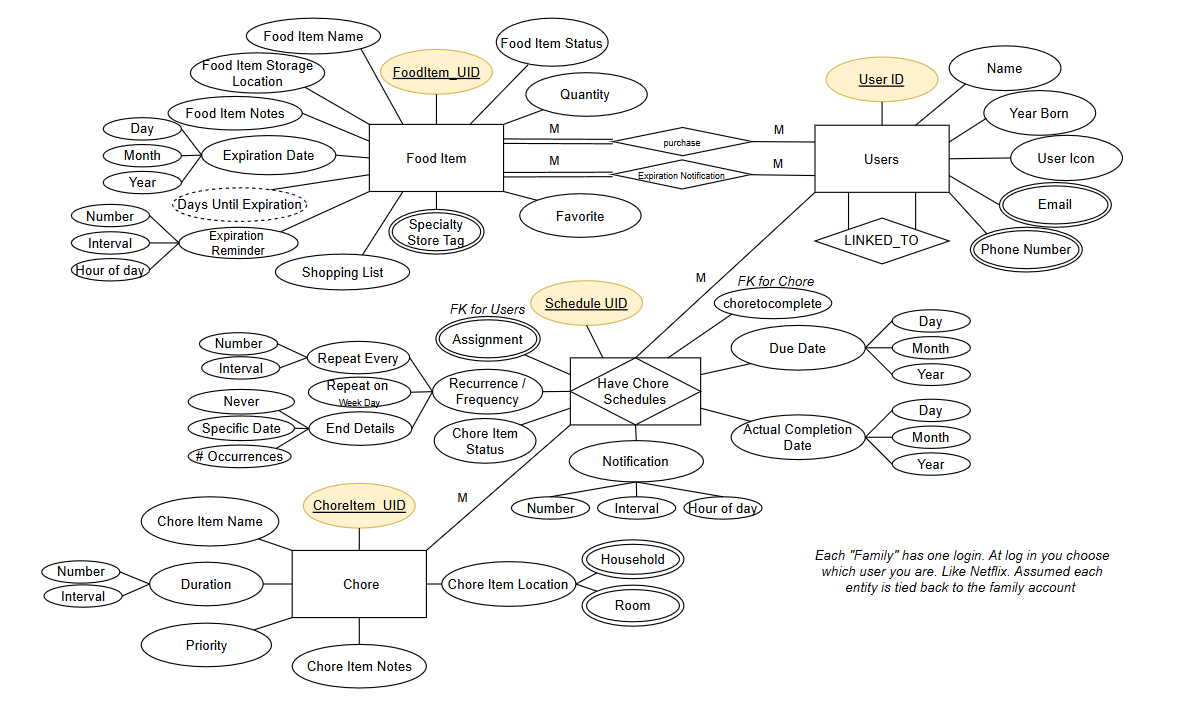 Food Item Name
Food Item Status
FoodItem_UID
Food Item Storage
Location
Quantity
Food Item Notes
Day
Month
Year
Expiration Date
Days Until Expiration
Number
Interval
Hour of day
Expiration
Reminder
Shopping List
Specialty
Store Tag
Favorite
Food Item
M
purchase
M
M
Expiration Notification
M
User ID
Name
Year Born
User Icon
Email
Phone Number
Users
LINKED_TO
M
FK for Chore
choretocomplete
Schedule UID
FK for Users
Assignment
Due Date
Day
Month
Year
Number
Interval
Repeat Every
Repeat on
Week Day
Recurrence /
Frequency
Never
Specific Date
# Occurrences
End Details
Chore Item
Status
Have Chore
Schedules
Actual Completion
Date
Day
Month
Year
Notification
Number
Interval
Hour of day
M
ChoreItem_UID
Chore Item Name
Number
Interval
Duration
Chore
Chore Item Location
Household
Room
Priority
Chore Item Notes
Each "Family" has one login. At log in you choose
which user you are. Like Netflix. Assumed each
entity is tied back to the family account